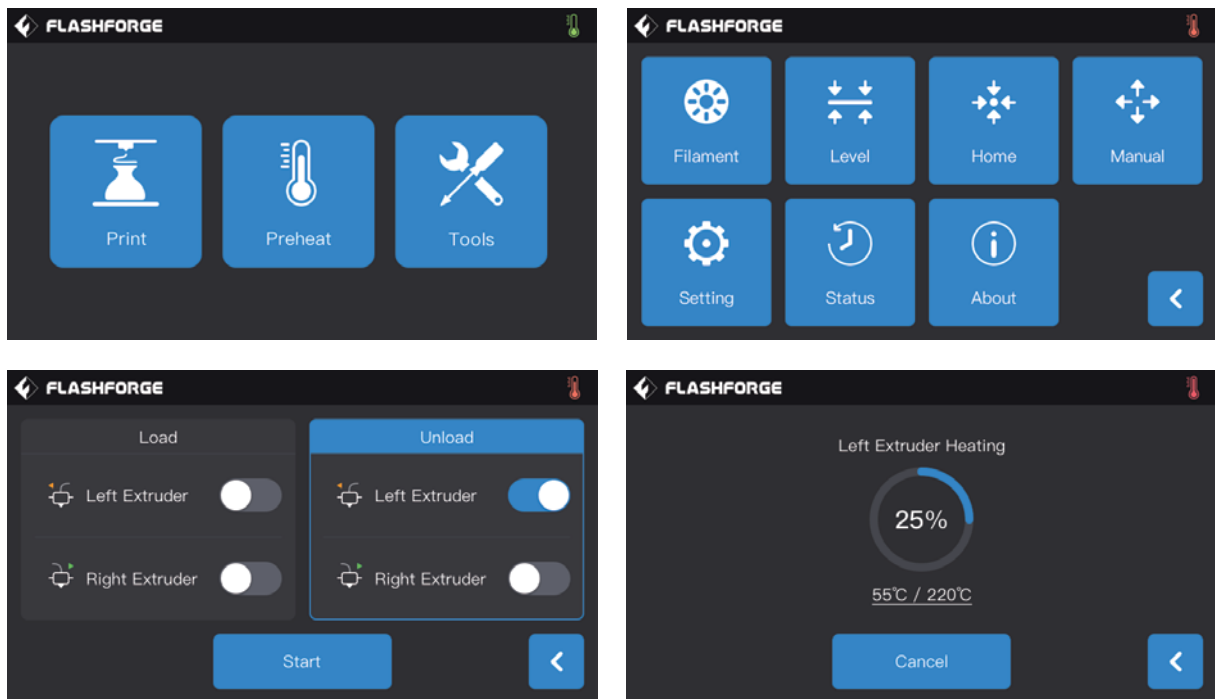 FLASHFORGE
Print Preheat Tools
FLASHFORGE
Filament Level Home Manual
Setting Status About
FLASHFORGE
Load Unload
Left Extruder Left Extruder
Right Extruder Right Extruder
Start
FLASHFORGE
Left Extruder Heating
25%
55℃ / 220℃
Cancel